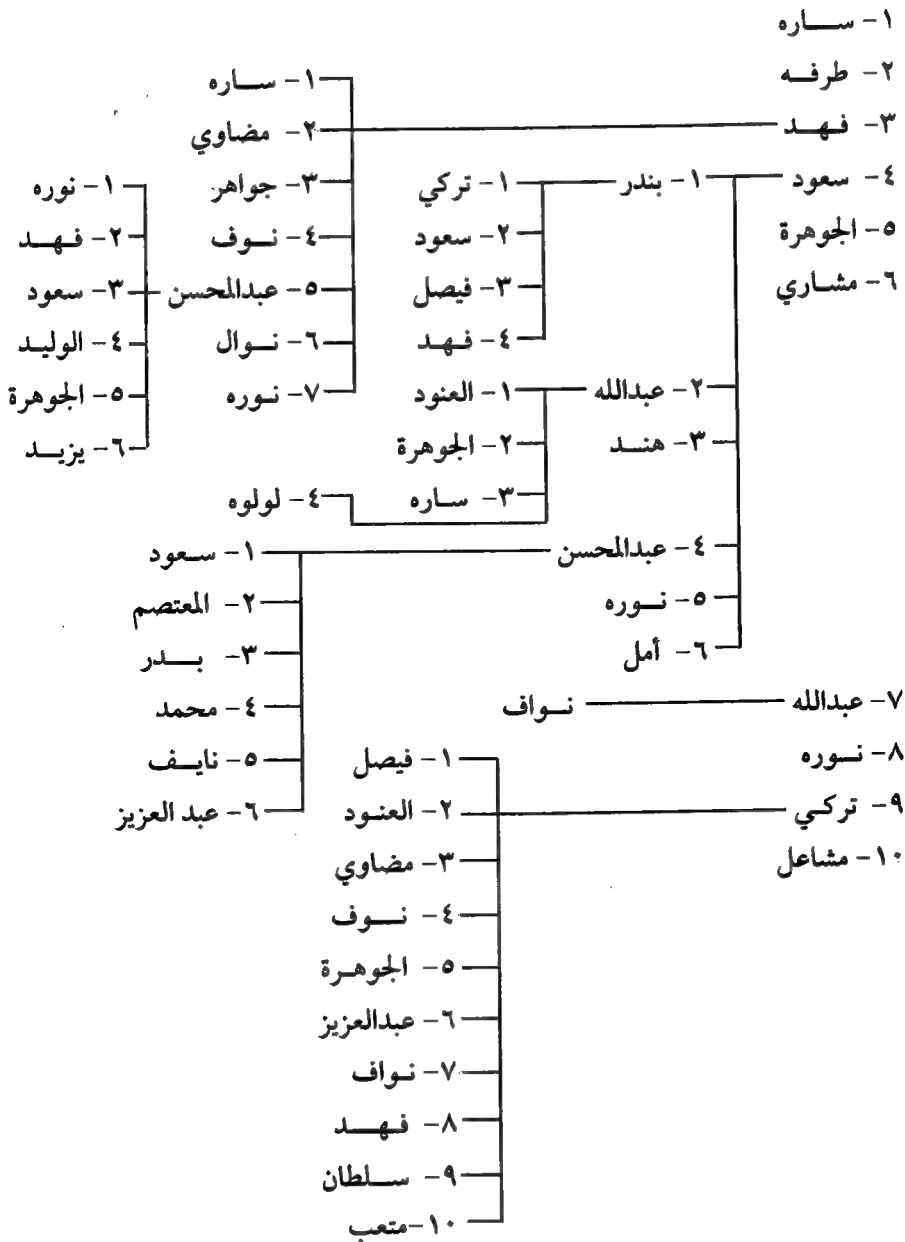 ١- ساره
٢- طرفه
٣- فهد
٤- سعود
٥- الجوهرة
٦- مشاري
٧- عبدالله
٨- نوره
٩- تركي
١٠- مشاعل
١- ساره
٢- مضاوي
٣- جواهر
٤- نوف
٥- عبدالمحسن
٦- نوال
٧- نوره
١- نوره
٢- فهد
٣- سعود
٤- الوليد
٥- الجوهرة
٦- يزيد
١- بندر
٢- عبدالله
٣- هند
٤- عبدالمحسن
٥- نوره
٦- أمل
١- تركي
٢- سعود
٣- فيصل
٤- فهد
١- العنود
٢- الجوهرة
٣- ساره
٤- لولوه
١- سعود
٢- المعتصم
٣- بدر
٤- محمد
٥- نايف
٦- عبد العزيز
نواف
١- فيصل
٢- العنود
٣- مضاوي
٤- نوف
٥- الجوهرة
٦- عبدالعزيز
٧- نواف
٨- فهد
٩- سلطان
١٠-متعب